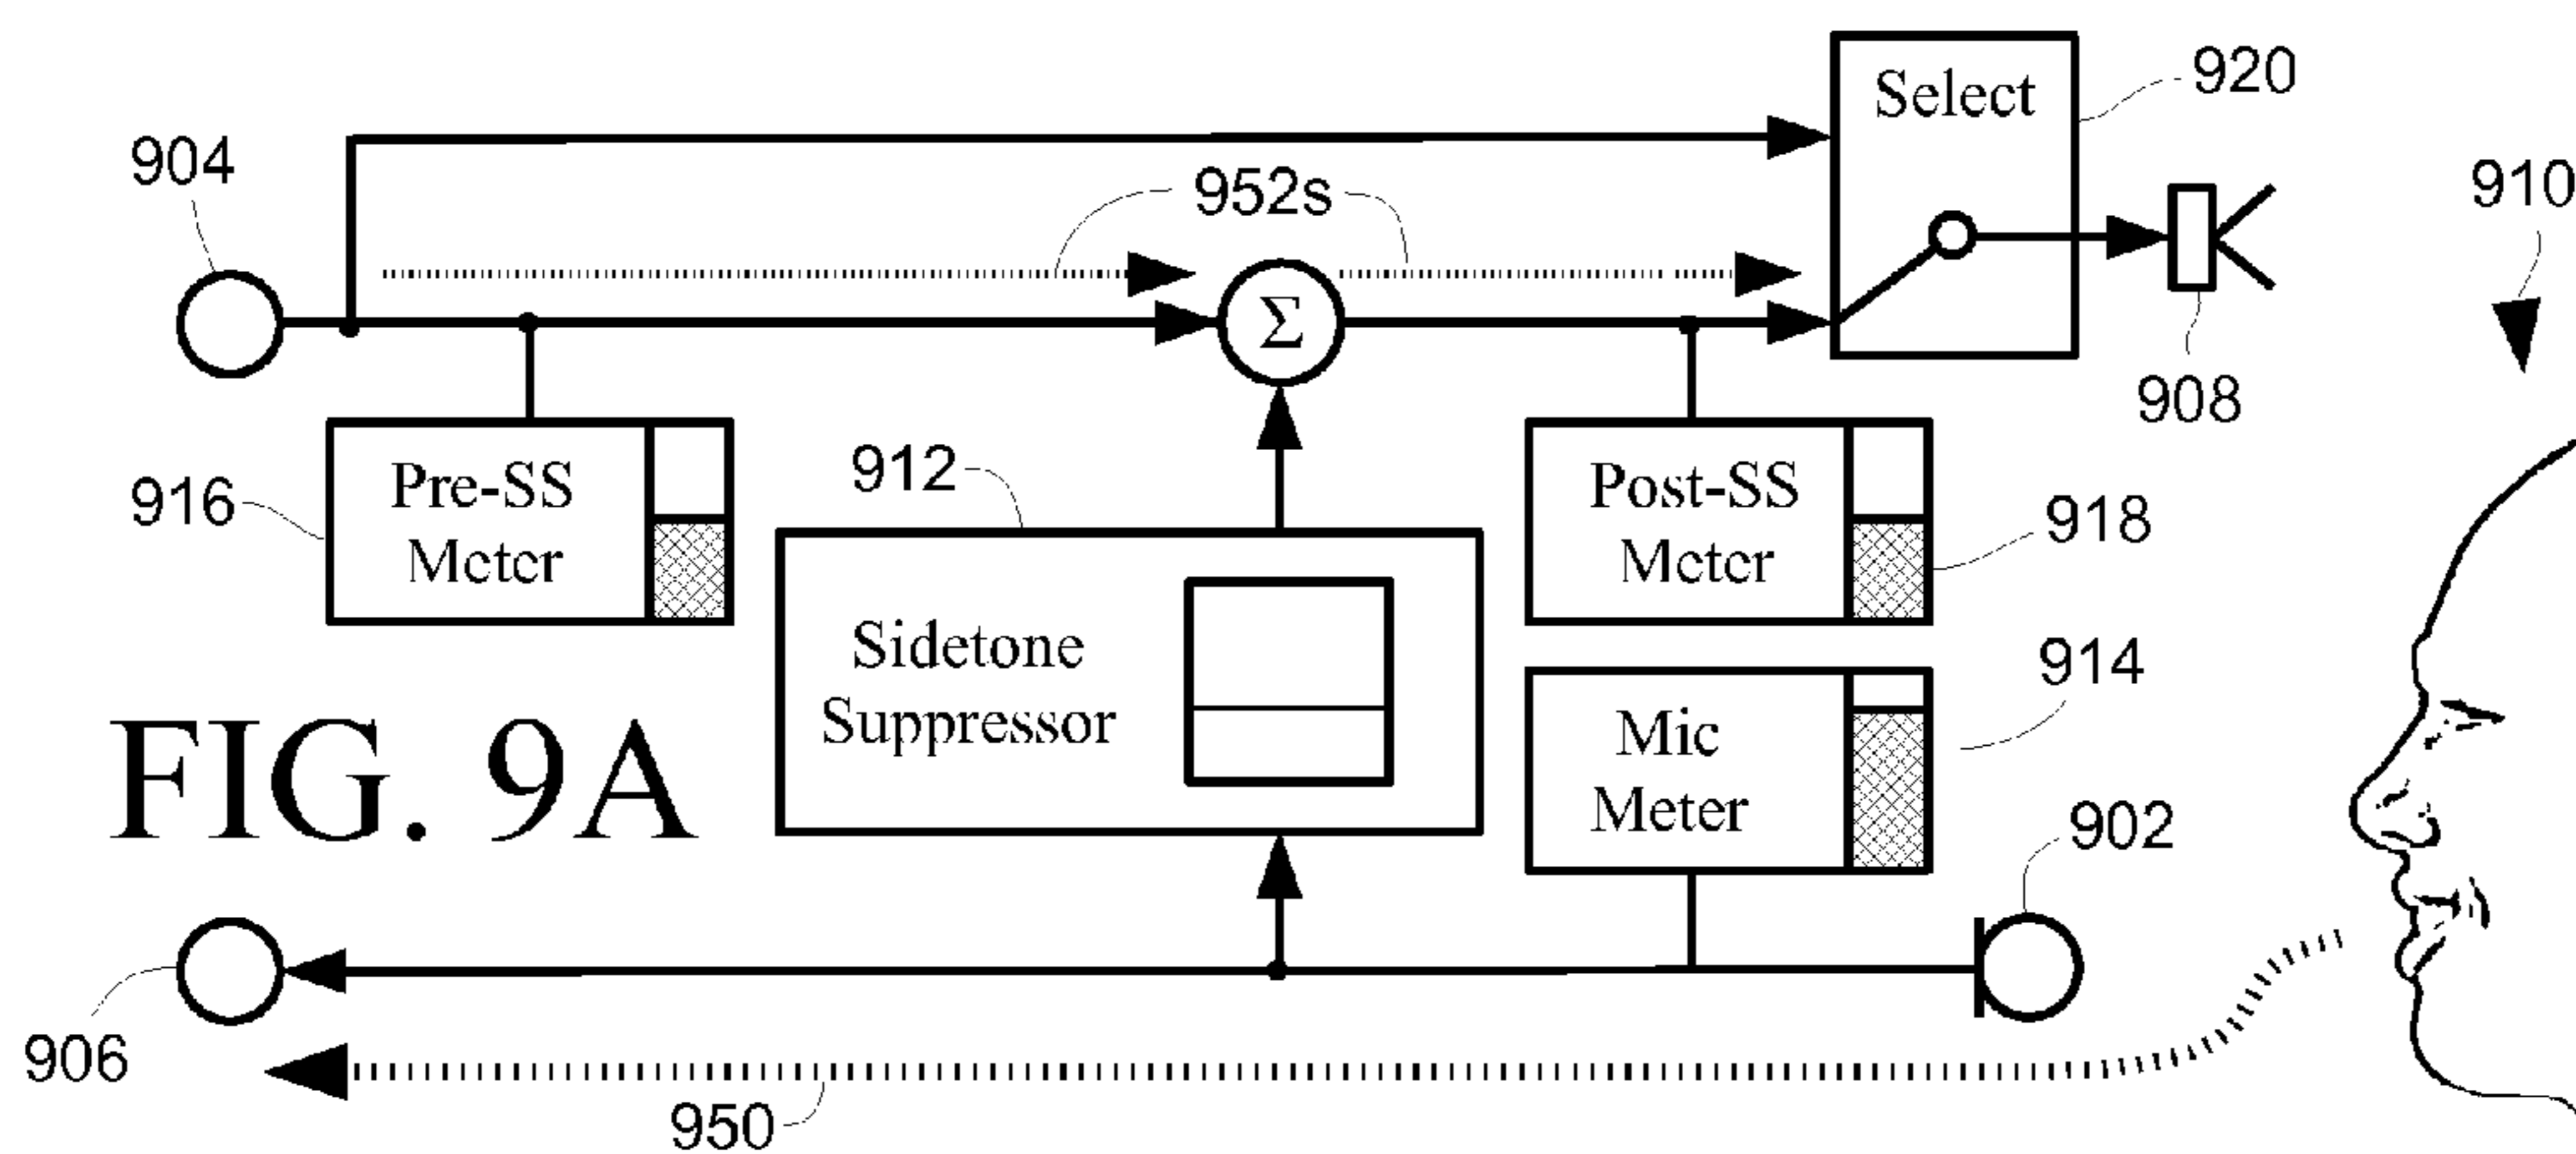 Select
920
904
952s
910
Σ
908
Pre-SS
Meter
916
912
Post-SS
Meter
918
Sidetone
Suppressor
914
Mic
Meter
FIG. 9A
902
906
950